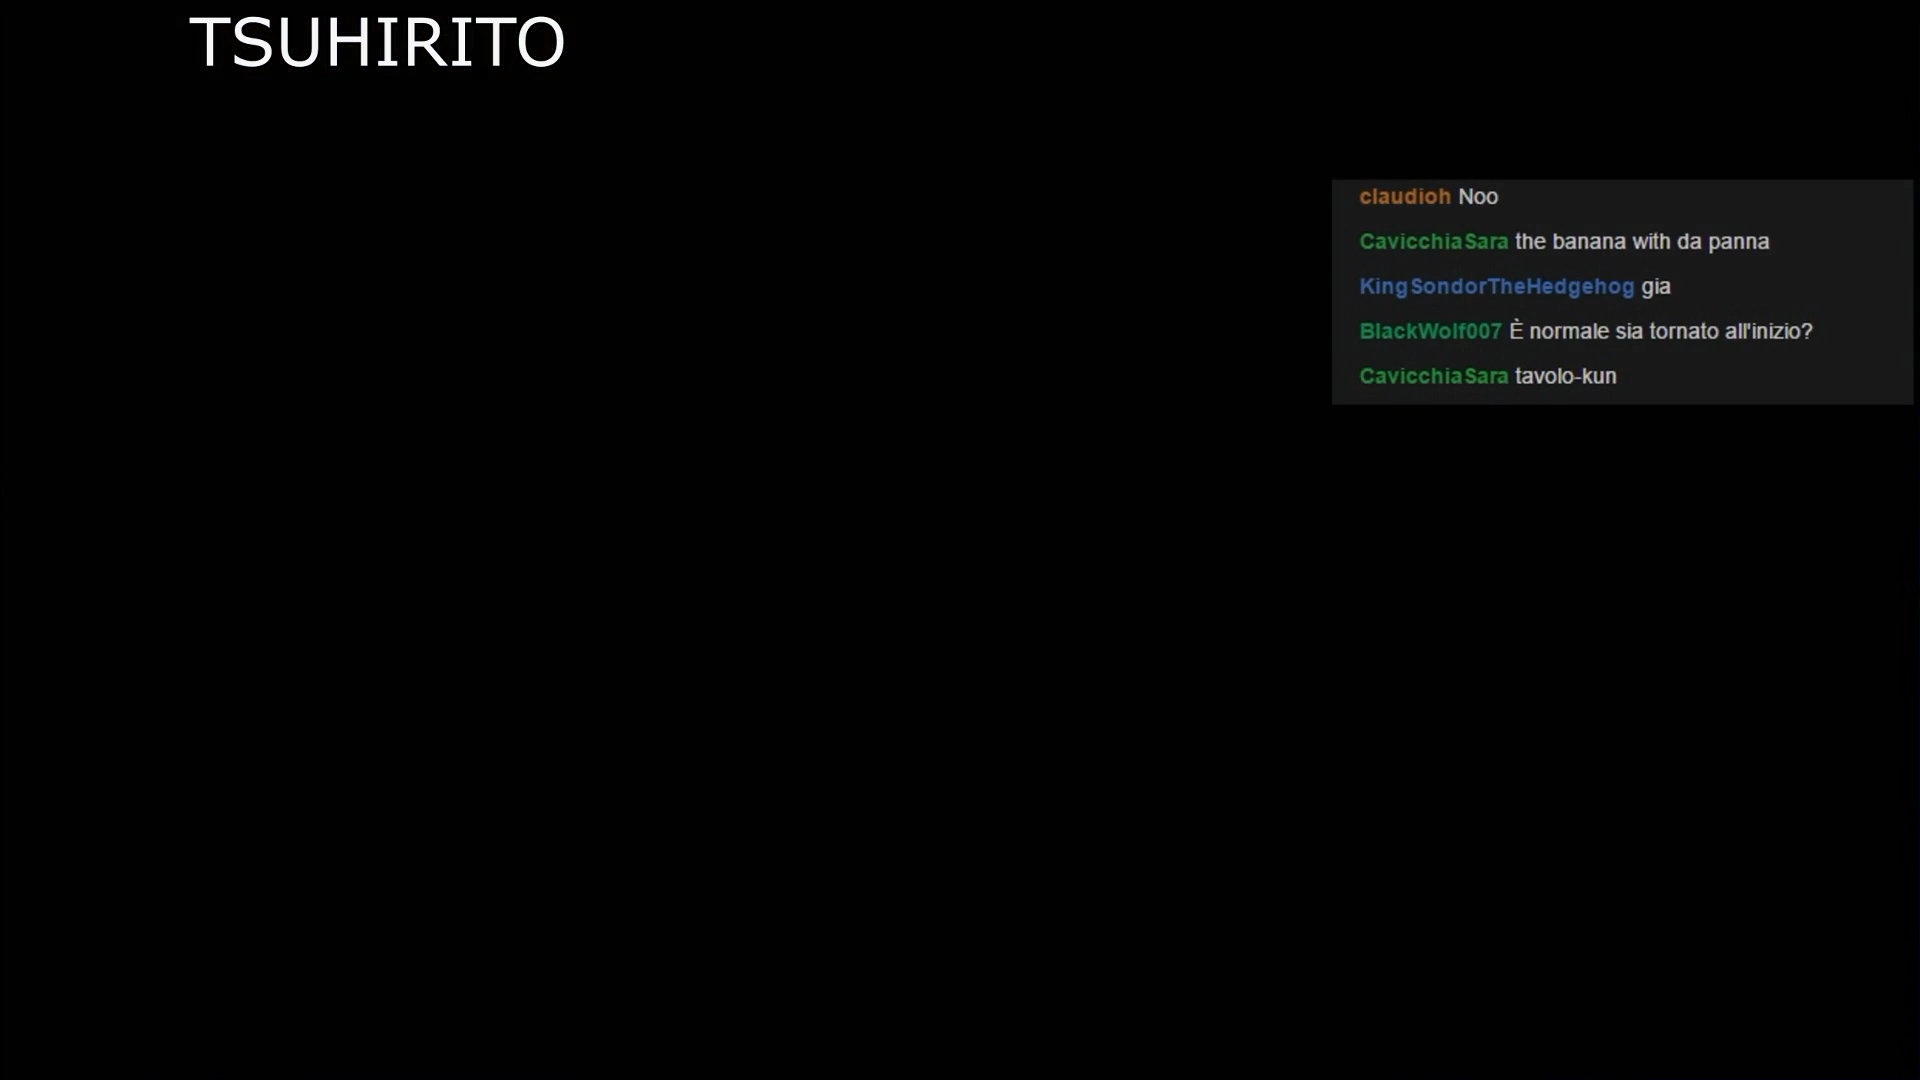 TSUHIRITO
claudioh Noo
CavicchiaSara the banana with da panna
KingSondorTheHedgehog gia
BlackWolf007 È normale sia tornato all'inizio?
CavicchiaSara tavolo-kun